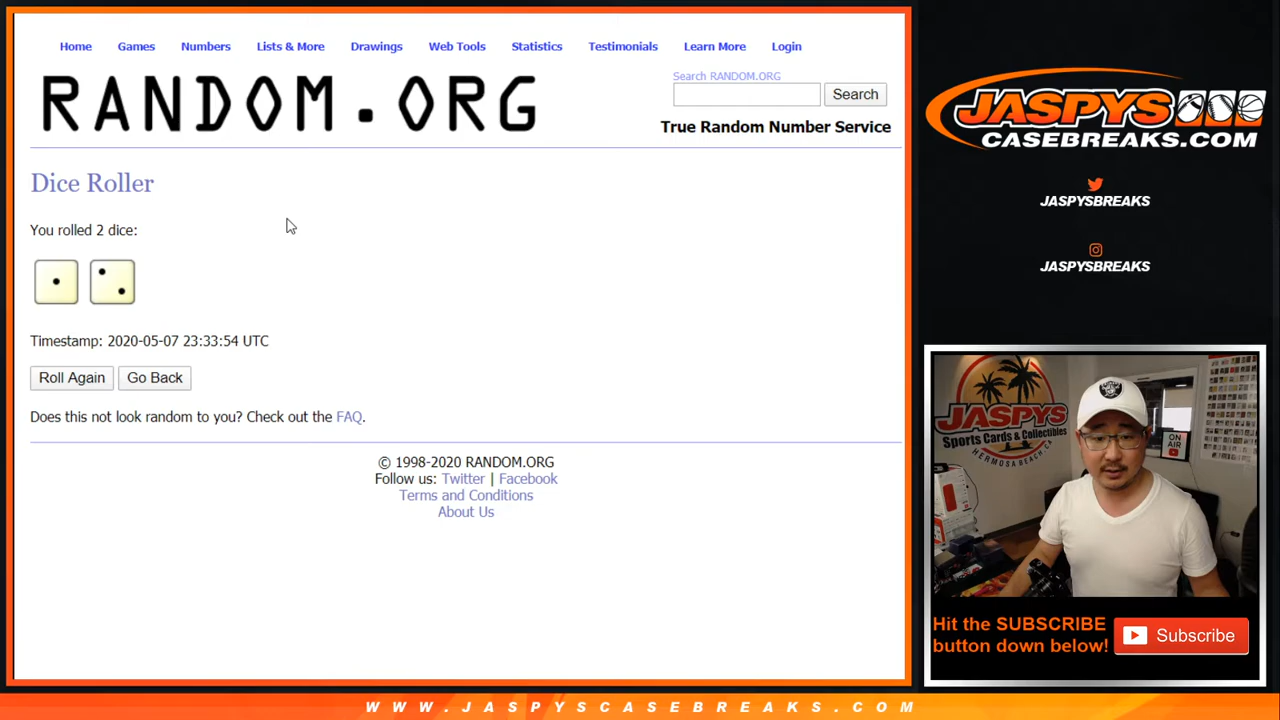 Home Games Numbers Lists & More Drawings Web Tools Statistics Testimonials Learn More Login
RANDOM.ORG
Search RANDOM.ORG
Search
True Random Number Service
Dice Roller
You rolled 2 dice:
Timestamp: 2020-05-07 23:33:54 UTC
Roll Again Go Back
Does this not look random to you? Check out the FAQ.
© 1998-2020 RANDOM.ORG
Follow us: Twitter | Facebook
Terms and Conditions
About Us
JASPYS
CASEBREAKS.COM
JASPYSBREAKS
JASPYSBREAKS
JASPYS
Sports Cards & Collectibles
HERMOSA BEACH, CA
ON
AIR
Hit the SUBSCRIBE
button down below!
Subscribe
WWW.JASPYSCASEBREAKS.COM